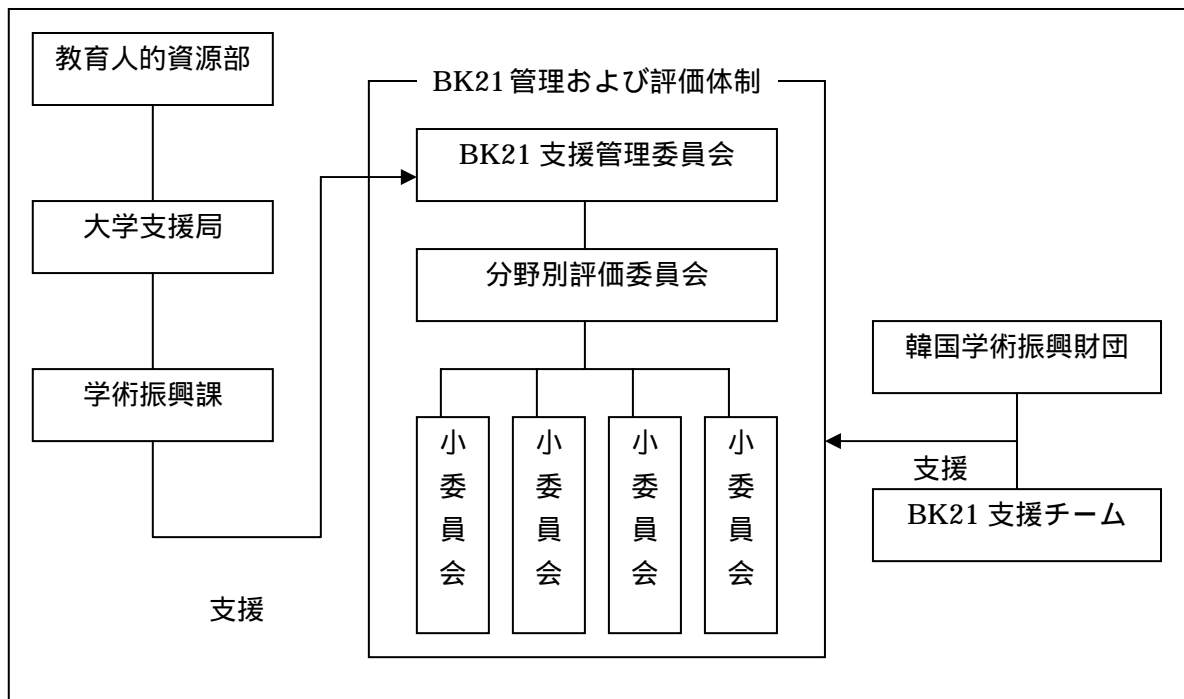 教育人的資源部
大学支援局
学術振興課
支援
BK21 管理および評価体制
BK21 支援管理委員会
分野別評価委員会
小委員会
小委員会
小委員会
小委員会
韓国学術振興財団
支援
BK21 支援チーム